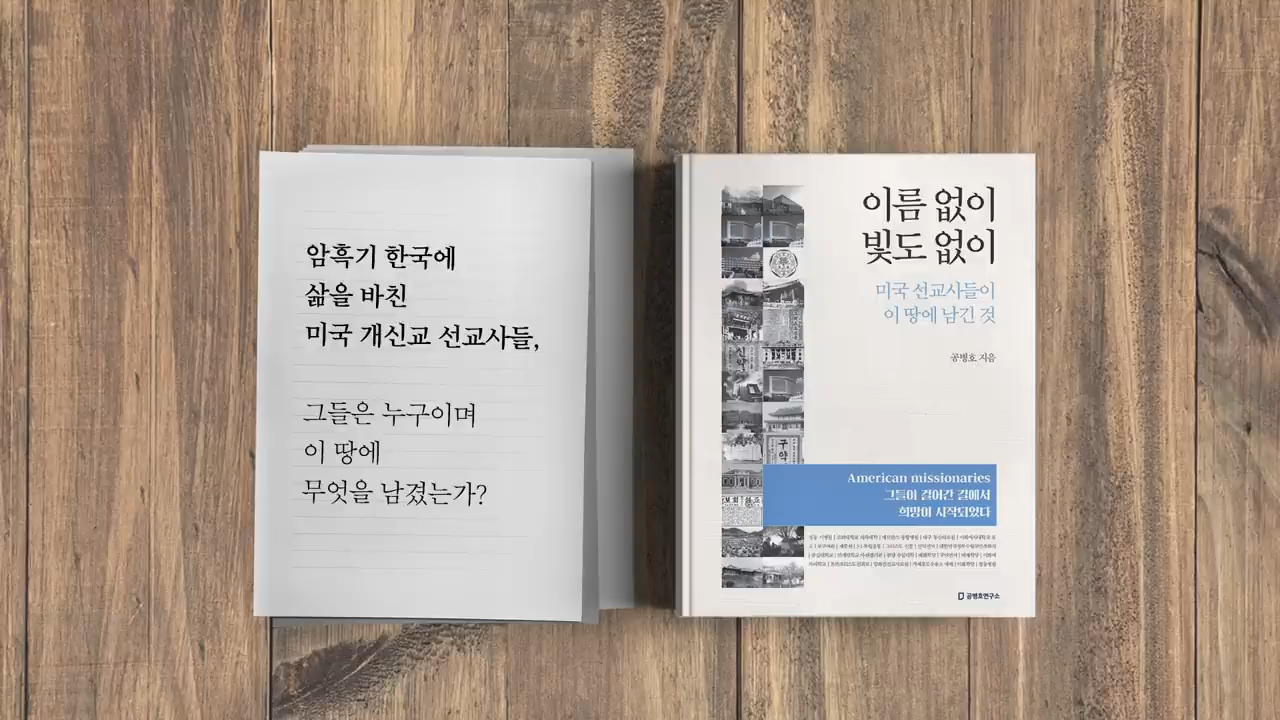 암흑기 한국에
삶을 바친
미국 개신교 선교사들,
그들은 누구이며
이 땅에
무엇을 남겼는가?
이름 없이
빛도 없이
미국 선교사들이
이 땅에 남긴 것
공병호 지음
구약
American missionaries
그들이 걸어간 길에서
희망이 시작되었다
공병호연구소